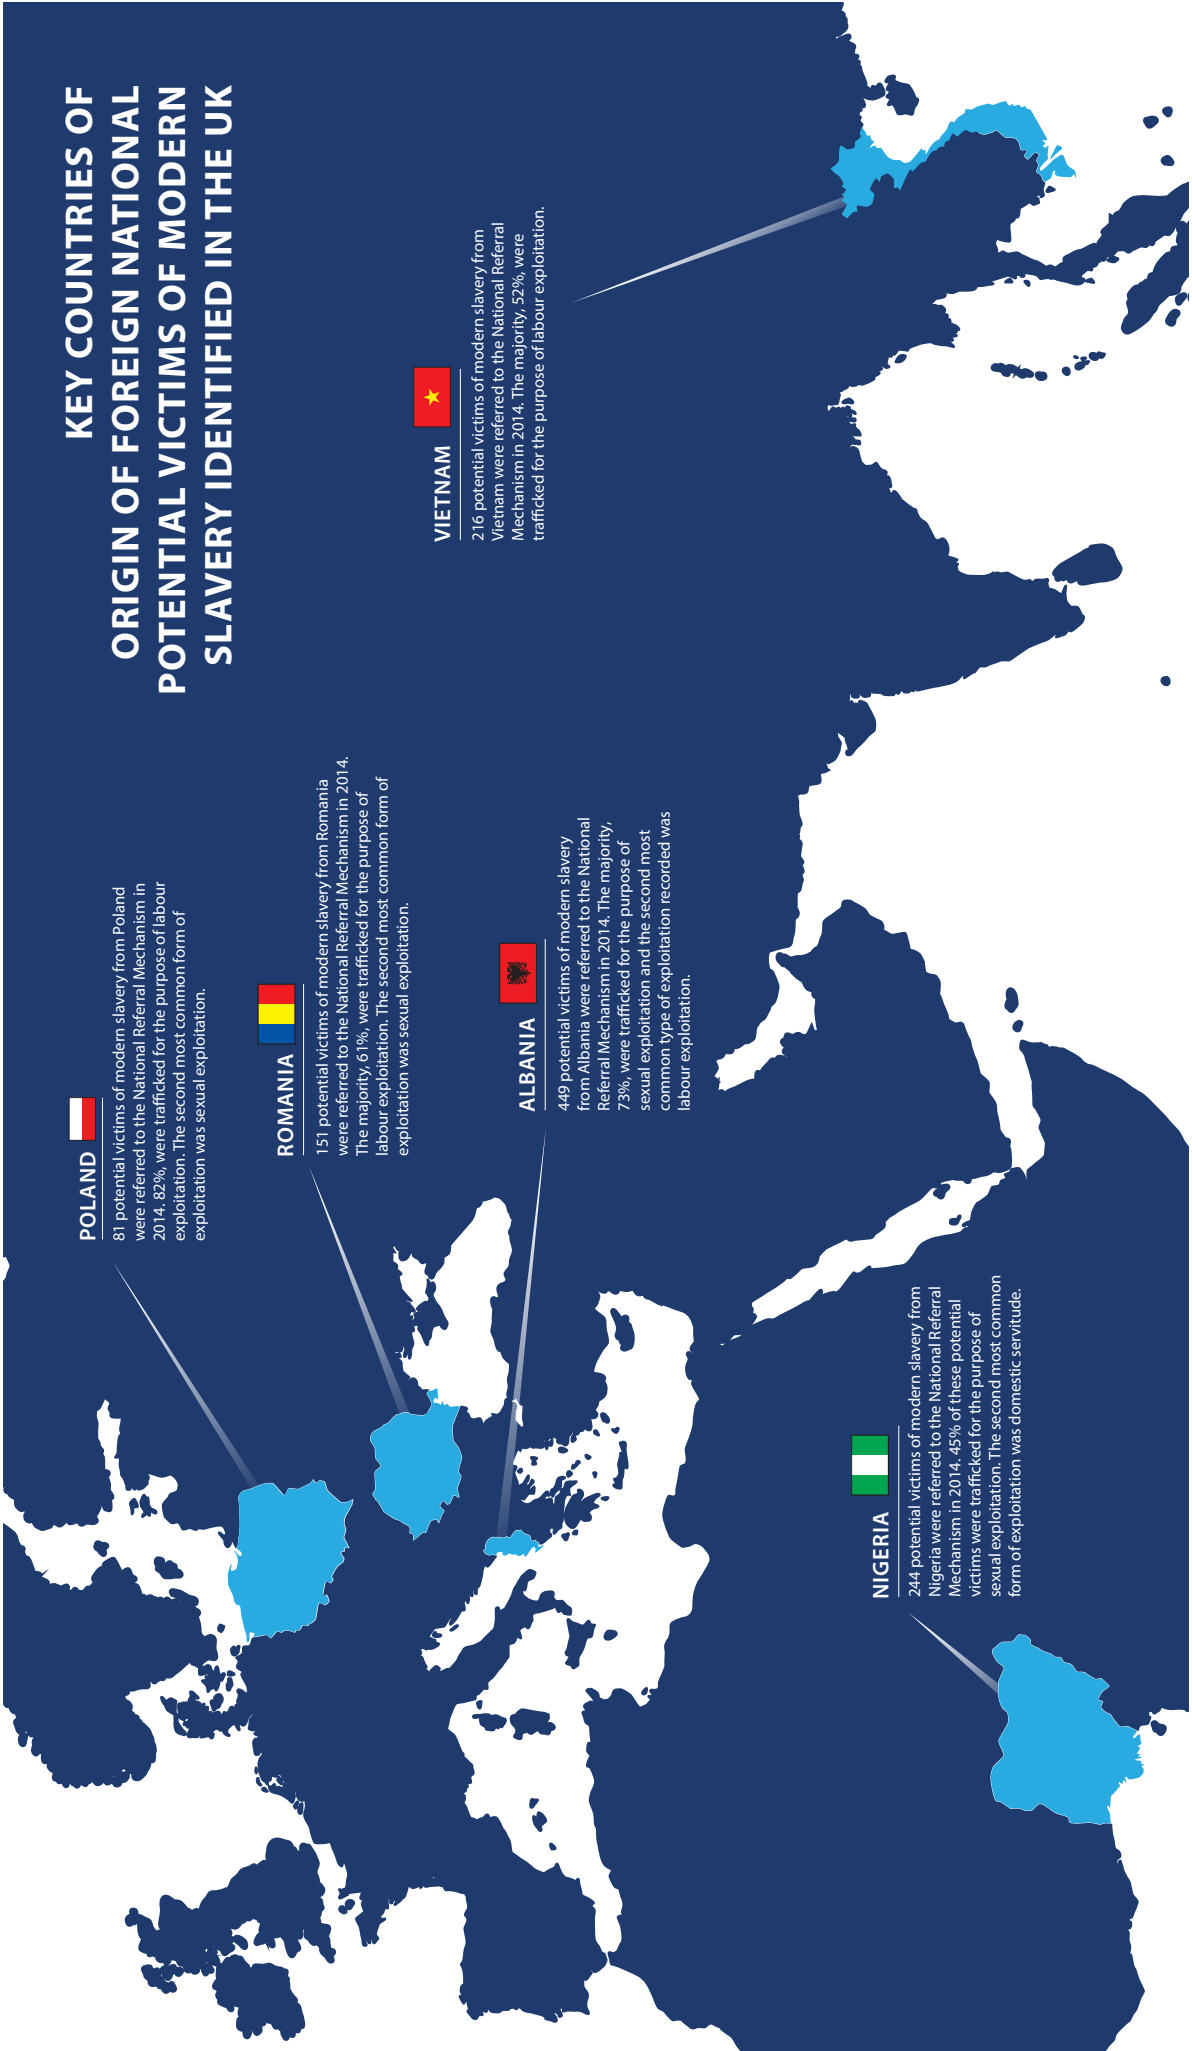 KEY COUNTRIES OF
ORIGIN OF FOREIGN NATIONAL
POTENTIAL VICTIMS OF MODERN
SLAVERY IDENTIFIED IN THE UK
POLAND
81 potential victims of modern slavery from Poland
were referred to the National Referral Mechanism in
2014. 82%, were trafficked for the purpose of labour
exploitation. The second most common form of
exploitation was sexual exploitation.
ROMANIA
151 potential victims of modern slavery from Romania
were referred to the National Referral Mechanism in 2014.
The majority, 61%, were trafficked for the purpose of
labour exploitation. The second most common form of
exploitation was sexual exploitation.
VIETNAM
216 potential victims of modern slavery from
Vietnam were referred to the National Referral
Mechanism in 2014. The majority, 52%, were
trafficked for the purpose of labour exploitation.
ALBANIA
449 potential victims of modern slavery
from Albania were referred to the National
Referral Mechanism in 2014. The majority,
73%, were trafficked for the purpose of
sexual exploitation and the second most
common type of exploitation recorded was
labour exploitation.
NIGERIA
244 potential victims of modern slavery from
Nigeria were referred to the National Referral
Mechanism in 2014. 45% of these potential
victims were trafficked for the purpose of
sexual exploitation. The second most common
form of exploitation was domestic servitude.